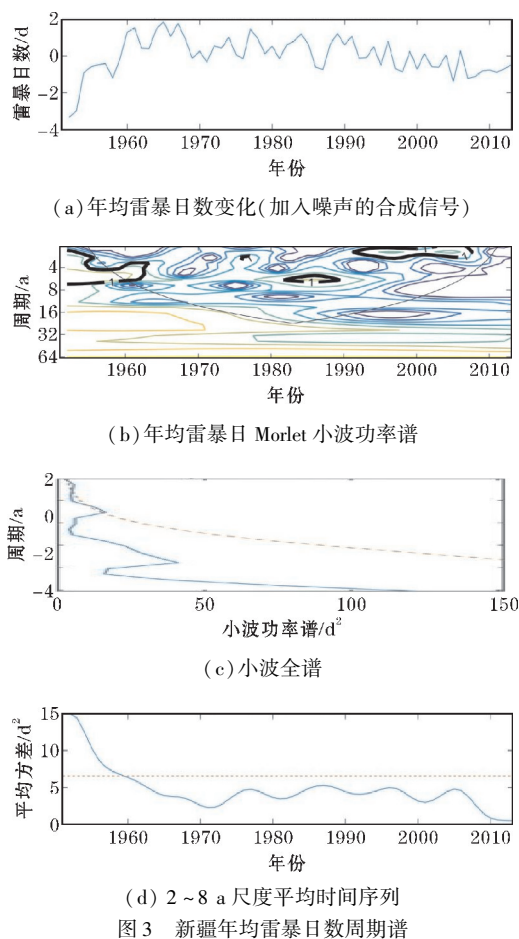 2
0
-2
-4
雷暴日数/d
1960 1970 1980 1990 2000 2010
年份
(a)年均雷暴日数变化(加入噪声的合成信号)
4
8
16
32
64
周期/a
1
1
1960 1970 1980 1990 2000 2010
年份
(b)年均雷暴日 Morlet 小波功率谱
2
0
-2
-4
周期/a
0 50 100 150
小波功率谱/d²
(c)小波全谱
15
10
5
0
平均方差/d²
1960 1970 1980 1990 2000 2010
年份
(d) 2~8 a 尺度平均时间序列
图3 新疆年均雷暴日数周期谱